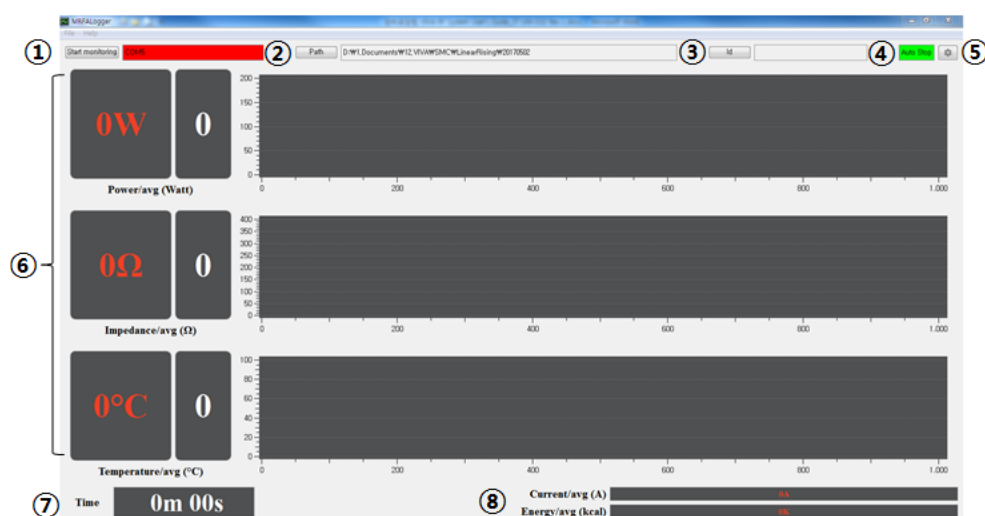 MRFALogger
File Help
① Start monitoring COM5 ② Path D:₩1.Documents₩12.VIVA₩SMC₩LinearRising₩20170502 ③ Id ④ Auto Stop ⑤
0W 0
200
150
100
50
0
0 200 400 600 800 1.000
Power/avg (Watt)
⑥
0Ω 0
400
350
300
250
200
150
100
50
0
0 200 400 600 800 1.000
Impedance/avg (Ω)
0°C 0
100
80
60
40
20
0
0 200 400 600 800 1.000
Temperature/avg (°C)
⑦ Time 0m 00s
⑧ Current/avg (A) 0A
Energy/avg (kcal) 0K